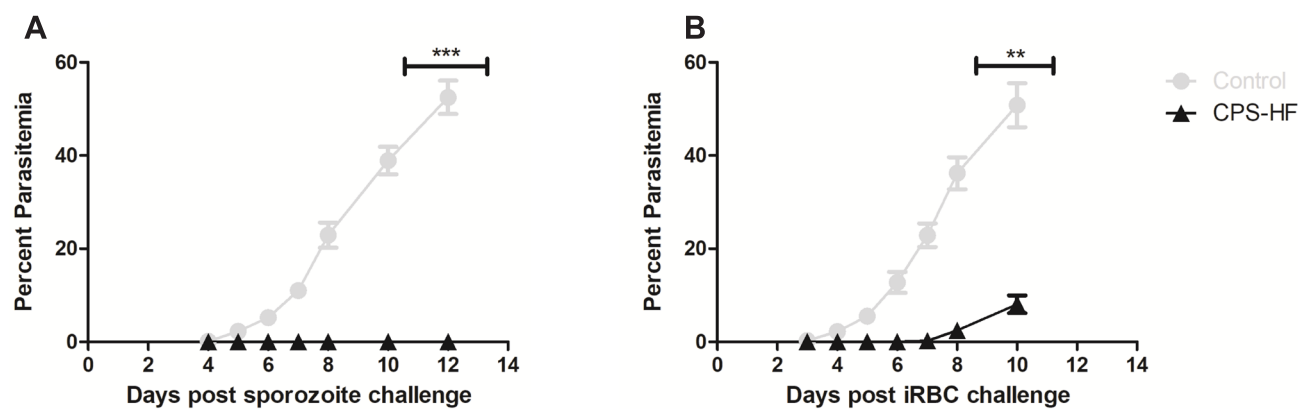 A
***
60
40
20
0
Percent Parasitemia
0 2 4 6 8 10 12 14
Days post sporozoite challenge
B
**
60
40
20
0
Percent Parasitemia
0 2 4 6 8 10 12 14
Days post iRBC challenge
Control
CPS-HF